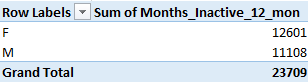 Row Labels Sum of Months_Inactive_12_mon
F 12601
M 11108
Grand Total 23709